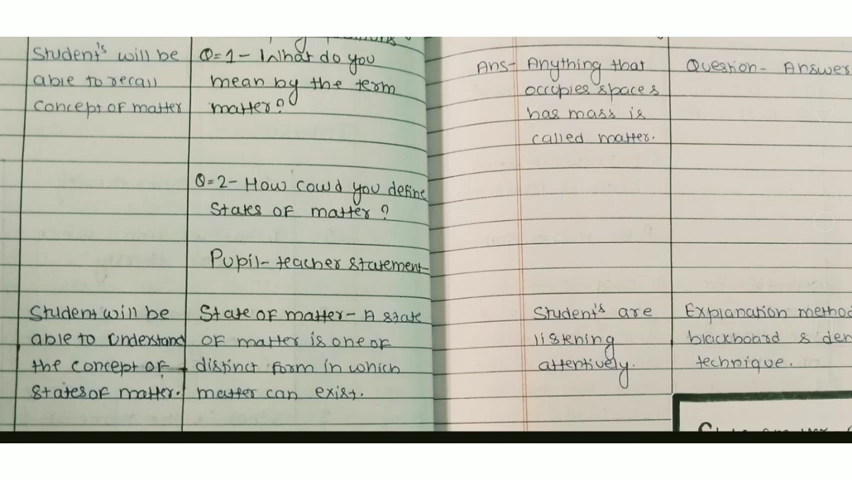 Student's will be
able to recall
concept of matter
Q=1- What do you
mean by the term
matter?
Q=2- How could you define
States of matter?
Pupil-teacher statement-
Student will be
able to understand
the concept of
states of matter.
State of matter- A state
of matter is one of
distinct form in which
matter can exist.
Ans- Anything that
occupies spaces
has mass is
called matter.
Question- Answer
Student's are
listening
attentively.
Explanation method
blackboard &
technique.